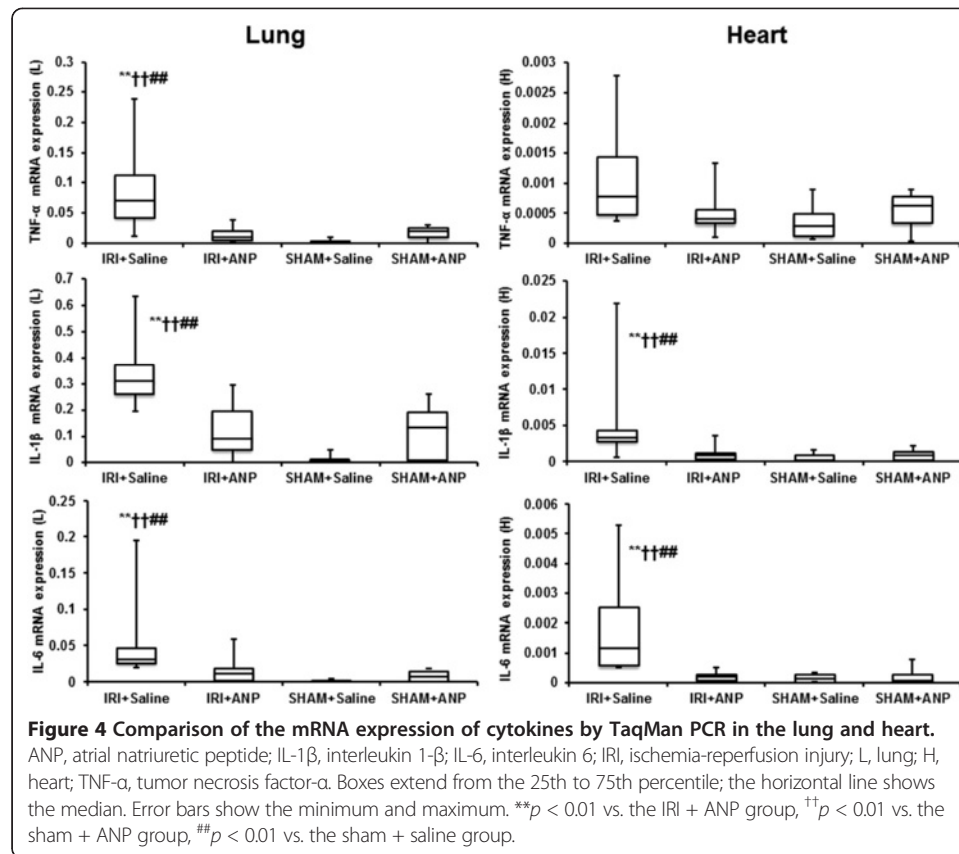 Lung
Heart
TNF-α mRNA expression (L)
0.3
0.25
0.2
0.15
0.1
0.05
0
**††##
IRI+Saline IRI+ANP SHAM+Saline SHAM+ANP
TNF-α mRNA expression (H)
0.003
0.0025
0.002
0.0015
0.001
0.0005
0
IRI+Saline IRI+ANP SHAM+Saline SHAM+ANP
IL-1β mRNA expression (L)
0.7
0.6
0.5
0.4
0.3
0.2
0.1
0
**††##
IRI+Saline IRI+ANP SHAM+Saline SHAM+ANP
IL-1β mRNA expression (H)
0.025
0.02
0.015
0.01
0.005
0
**††##
IRI+Saline IRI+ANP SHAM+Saline SHAM+ANP
IL-6 mRNA expression (L)
0.25
0.2
0.15
0.1
0.05
0
**††##
IRI+Saline IRI+ANP SHAM+Saline SHAM+ANP
IL-6 mRNA expression (H)
0.006
0.005
0.004
0.003
0.002
0.001
0
**††##
IRI+Saline IRI+ANP SHAM+Saline SHAM+ANP
Figure 4 Comparison of the mRNA expression of cytokines by TaqMan PCR in the lung and heart.
ANP, atrial natriuretic peptide; IL-1β, interleukin 1-β; IL-6, interleukin 6; IRI, ischemia-reperfusion injury; L, lung; H,
heart; TNF-α, tumor necrosis factor-α. Boxes extend from the 25th to 75th percentile; the horizontal line shows
the median. Error bars show the minimum and maximum. **p < 0.01 vs. the IRI + ANP group, ††p < 0.01 vs. the
sham + ANP group, ##p < 0.01 vs. the sham + saline group.